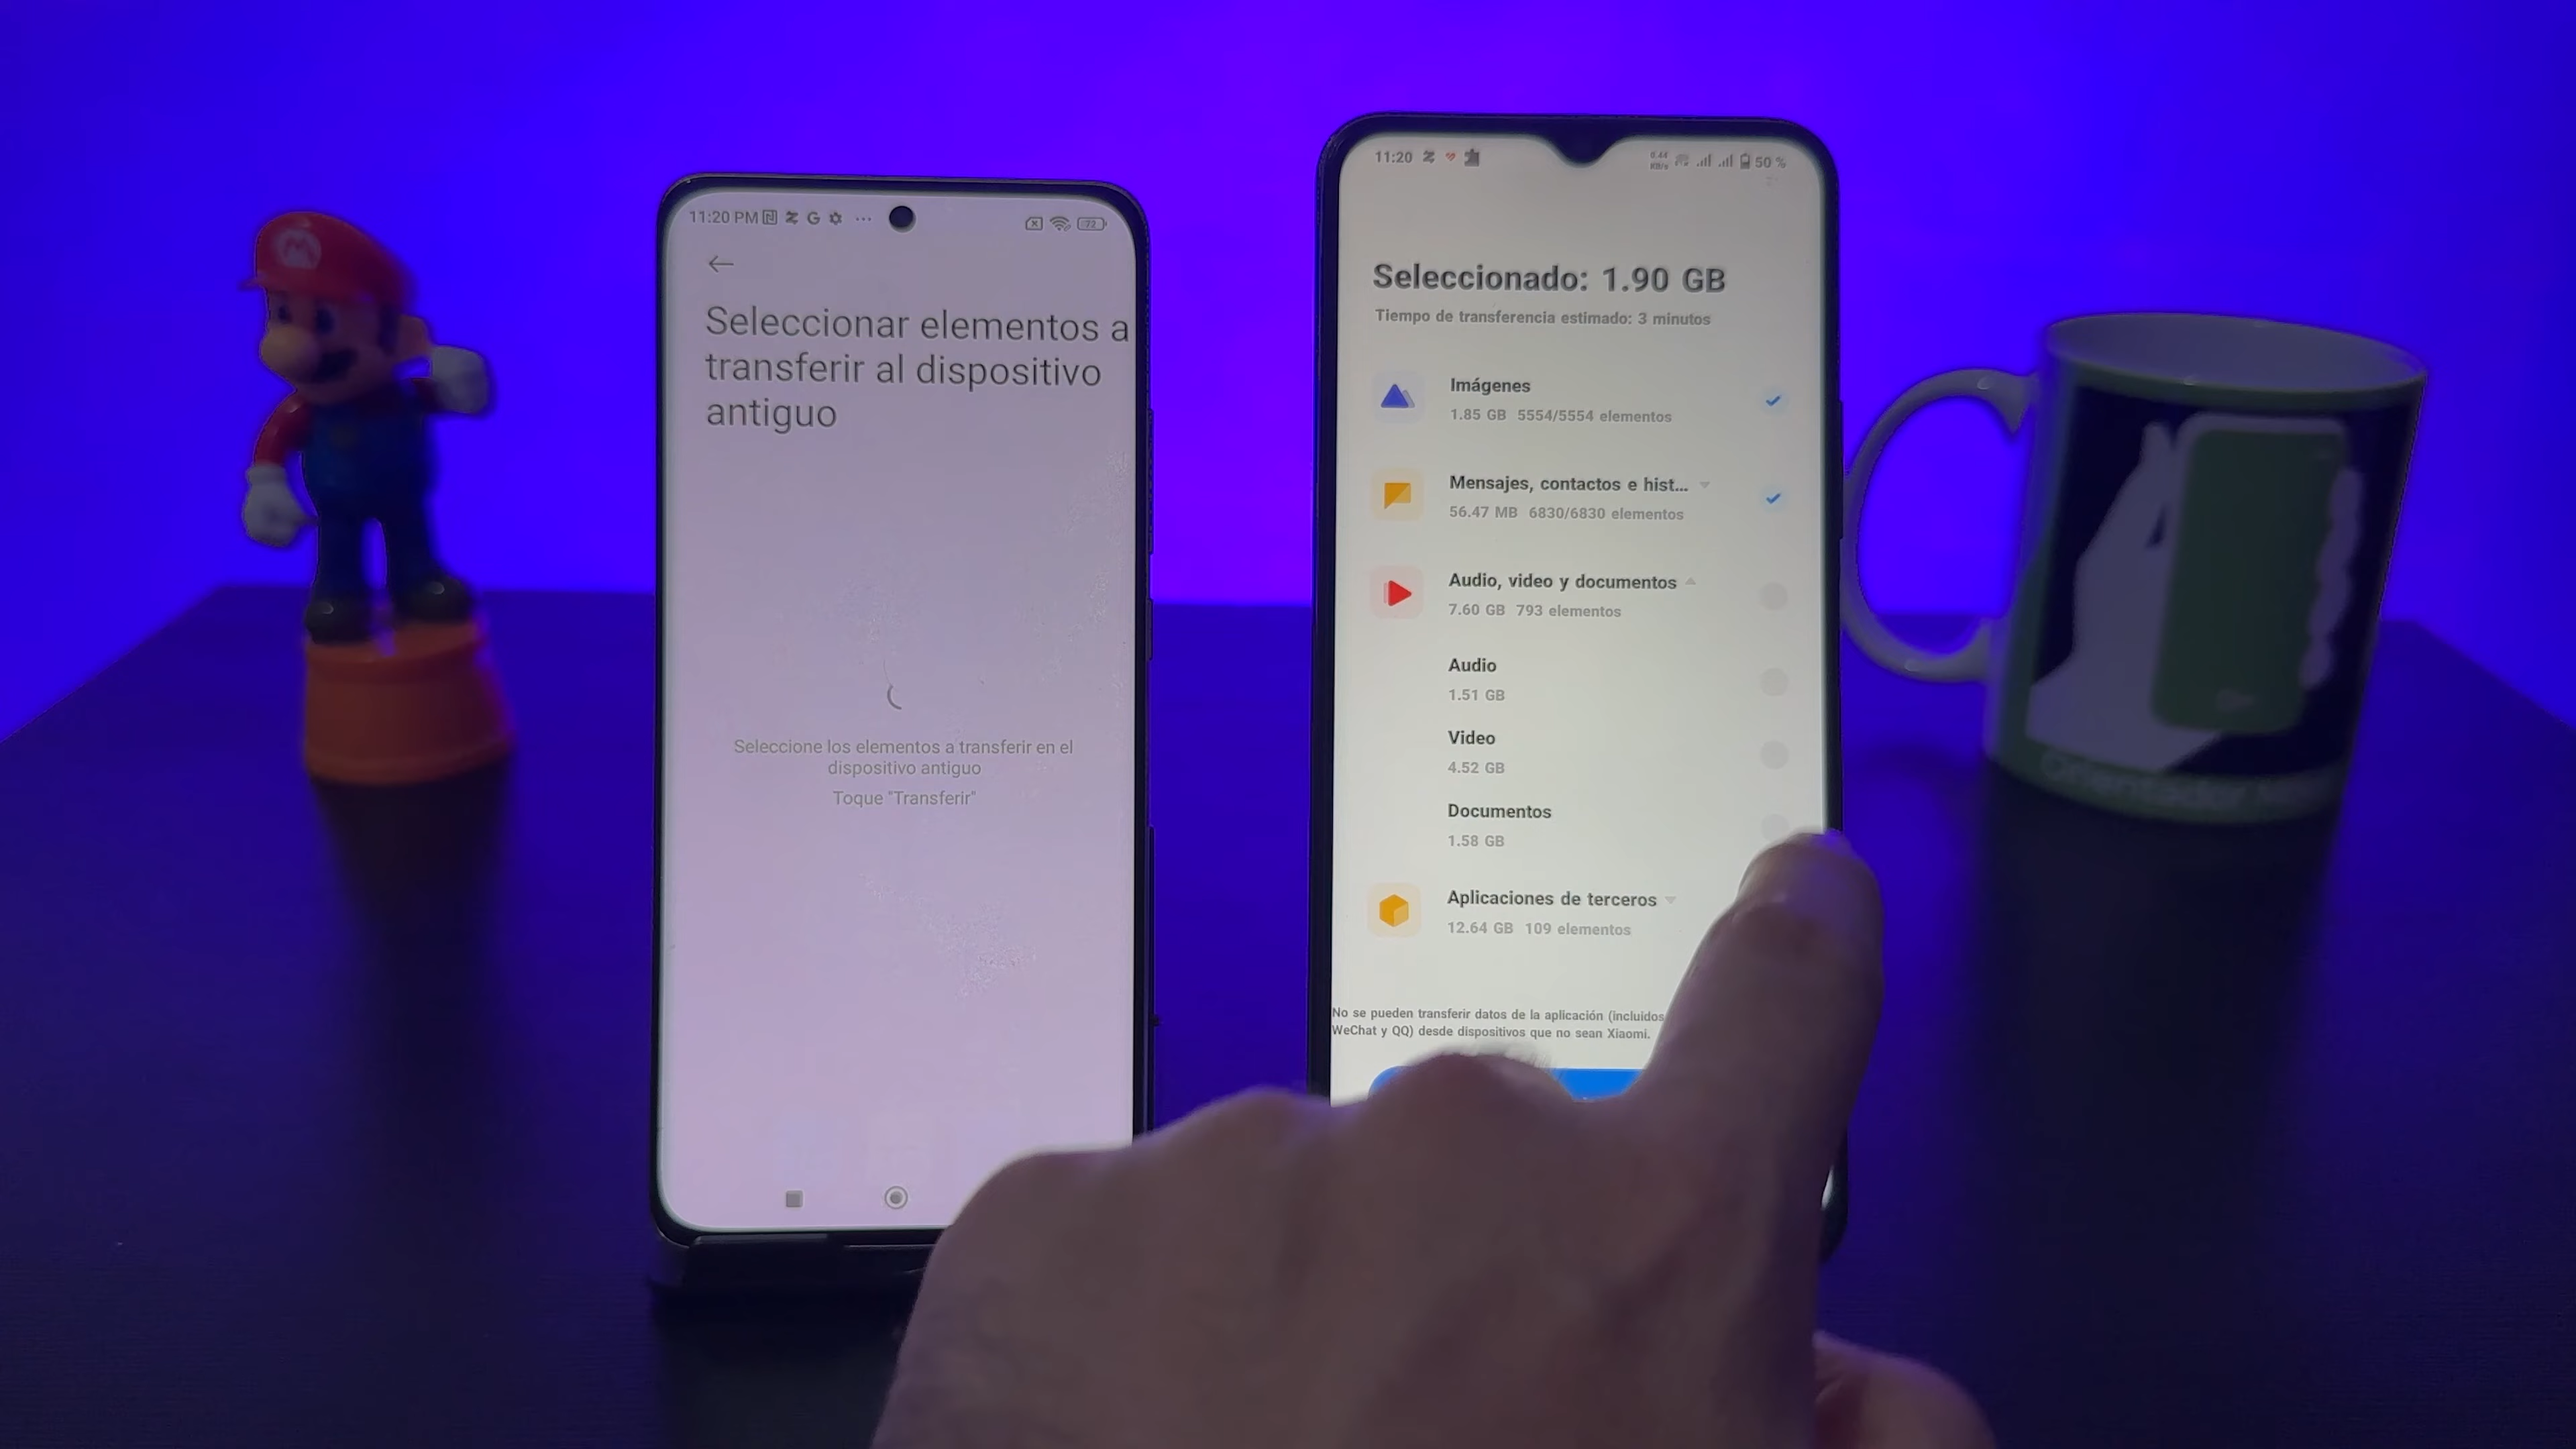 11:20 PM
72
Seleccionar elementos a
transferir al dispositivo
antiguo
Seleccione los elementos a transferir en el
dispositivo antiguo
Toque "Transferir"
11:20
0.44
KB/s
50 %
Seleccionado: 1.90 GB
Tiempo de transferencia estimado: 3 minutos
Imágenes
1.85 GB 5554/5554 elementos
Mensajes, contactos e hist...
56.47 MB 6830/6830 elementos
Audio, video y documentos
7.60 GB 793 elementos
Audio
1.51 GB
Video
4.52 GB
Documentos
1.58 GB
Aplicaciones de terceros
12.64 GB 109 elementos
No se pueden transferir datos de la aplicación (incluidos
WeChat y QQ) desde dispositivos que no sean Xiaomi.
M